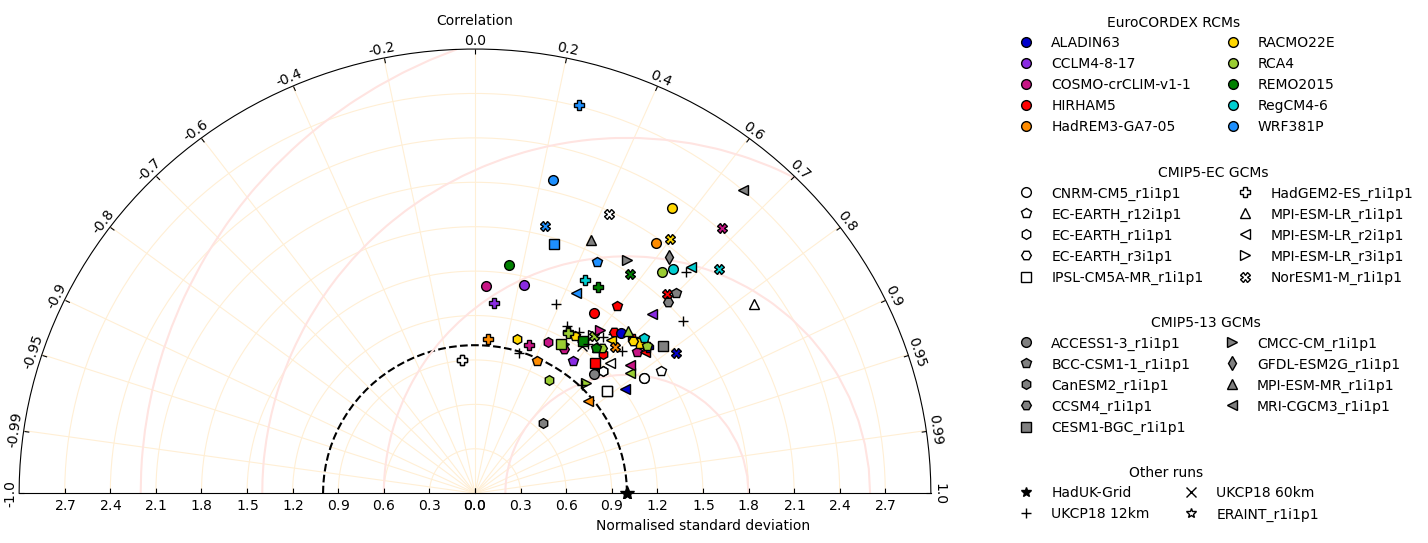 Correlation
-1.0 -0.99 -0.95 -0.9 -0.8 -0.7 -0.6 -0.4 -0.2 0.0 0.2 0.4 0.6 0.7 0.8 0.9 0.95 0.99 1.0
2.7 2.4 2.1 1.8 1.5 1.2 0.9 0.6 0.3 0.0 0.0 0.3 0.6 0.9 1.2 1.5 1.8 2.1 2.4 2.7
Normalised standard deviation
EuroCORDEX RCMs
ALADIN63 RACMO22E
CCLM4-8-17 RCA4
COSMO-crCLIM-v1-1 REMO2015
HIRHAM5 RegCM4-6
HadREM3-GA7-05 WRF381P
CMIP5-EC GCMs
CNRM-CM5_r1i1p1 HadGEM2-ES_r1i1p1
EC-EARTH_r12i1p1 MPI-ESM-LR_r1i1p1
EC-EARTH_r1i1p1 MPI-ESM-LR_r2i1p1
EC-EARTH_r3i1p1 MPI-ESM-LR_r3i1p1
IPSL-CM5A-MR_r1i1p1 NorESM1-M_r1i1p1
CMIP5-13 GCMs
ACCESS1-3_r1i1p1 CMCC-CM_r1i1p1
BCC-CSM1-1_r1i1p1 GFDL-ESM2G_r1i1p1
CanESM2_r1i1p1 MPI-ESM-MR_r1i1p1
CCSM4_r1i1p1 MRI-CGCM3_r1i1p1
CESM1-BGC_r1i1p1
Other runs
HadUK-Grid UKCP18 60km
UKCP18 12km ERAINT_r1i1p1